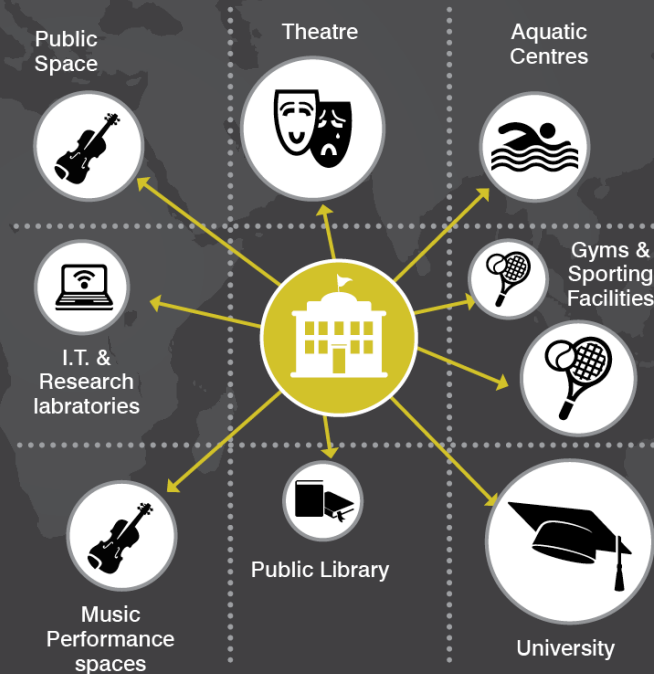 Public
Space
Theatre
Aquatic
Centres
I.T. &
Research
labratories
Gyms &
Sporting
Facilities
Music
Performance
spaces
Public Library
University